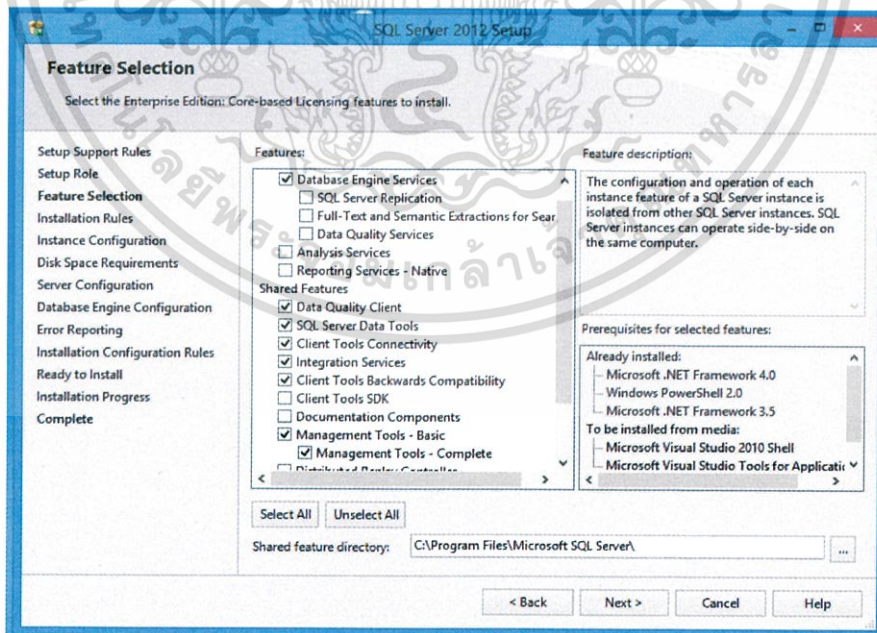 SQL Server 2012 Setup
Feature Selection
Select the Enterprise Edition: Core-based Licensing features to install.
Setup Support Rules
Setup Role
Feature Selection
Installation Rules
Instance Configuration
Disk Space Requirements
Server Configuration
Database Engine Configuration
Error Reporting
Installation Configuration Rules
Ready to Install
Installation Progress
Complete
Features:
Database Engine Services
SQL Server Replication
Full-Text and Semantic Extractions for Sear
Data Quality Services
Analysis Services
Reporting Services - Native
Shared Features
Data Quality Client
SQL Server Data Tools
Client Tools Connectivity
Integration Services
Client Tools Backwards Compatibility
Client Tools SDK
Documentation Components
Management Tools - Basic
Management Tools - Complete
Feature description:
The configuration and operation of each
instance feature of a SQL Server instance is
isolated from other SQL Server instances. SQL
Server instances can operate side-by-side on
the same computer.
Prerequisites for selected features:
Already installed:
Microsoft .NET Framework 4.0
Windows PowerShell 2.0
Microsoft .NET Framework 3.5
To be installed from media:
Microsoft Visual Studio 2010 Shell
Microsoft Visual Studio Tools for Applicatic
Select All Unselect All
Shared feature directory: C:\Program Files\Microsoft SQL Server\ ...
< Back Next > Cancel Help